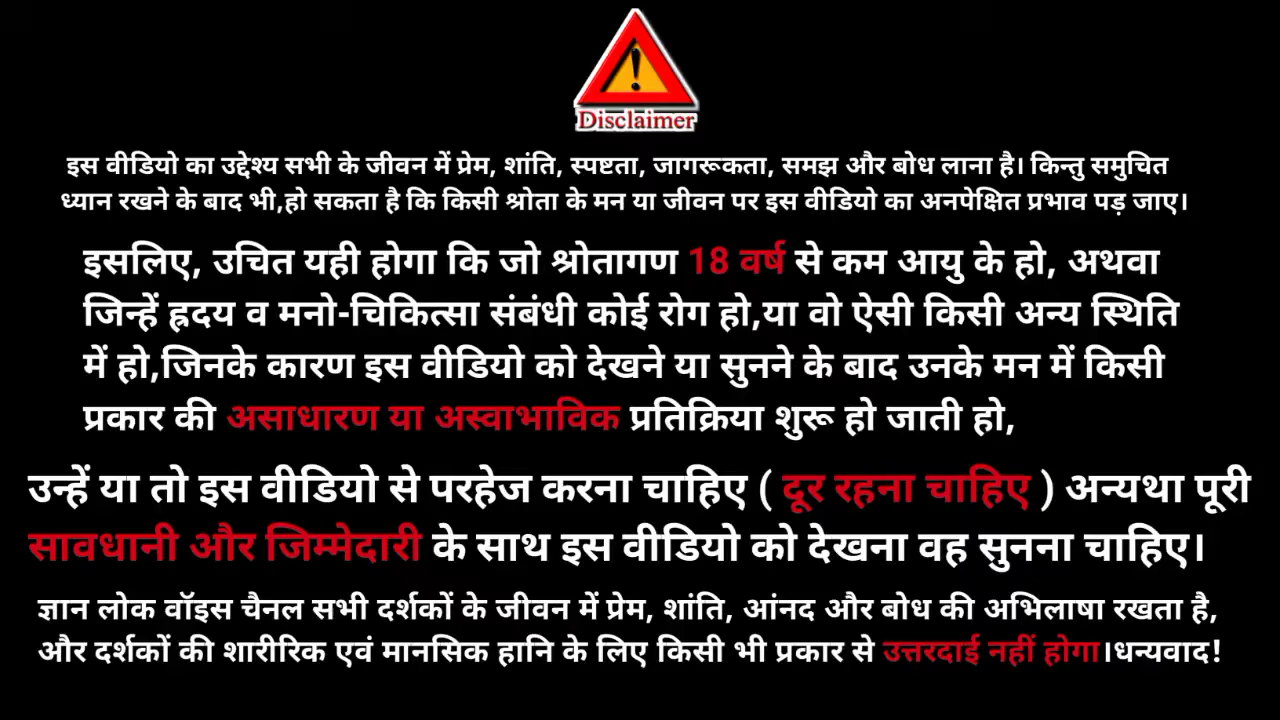 Disclaimer
इस वीडियो का उद्देश्य सभी के जीवन में प्रेम, शांति, स्पष्टता, जागरूकता, समझ और बोध लाना है। किन्तु समुचित
ध्यान रखने के बाद भी,हो सकता है कि किसी श्रोता के मन या जीवन पर इस वीडियो का अनपेक्षित प्रभाव पड़ जाए।
इसलिए, उचित यही होगा कि जो श्रोतागण 18 वर्ष से कम आयु के हो, अथवा
जिन्हें ह्रदय व मनो-चिकित्सा संबंधी कोई रोग हो,या वो ऐसी किसी अन्य स्थिति
में हो,जिनके कारण इस वीडियो को देखने या सुनने के बाद उनके मन में किसी
प्रकार की असाधारण या अस्वाभाविक प्रतिक्रिया शुरू हो जाती हो,
उन्हें या तो इस वीडियो से परहेज करना चाहिए ( दूर रहना चाहिए ) अन्यथा पूरी
सावधानी और जिम्मेदारी के साथ इस वीडियो को देखना वह सुनना चाहिए।
ज्ञान लोक वॉइस चैनल सभी दर्शकों के जीवन में प्रेम, शांति, आंनद और बोध की अभिलाषा रखता है,
और दर्शकों की शारीरिक एवं मानसिक हानि के लिए किसी भी प्रकार से उत्तरदाई नहीं होगा।धन्यवाद!